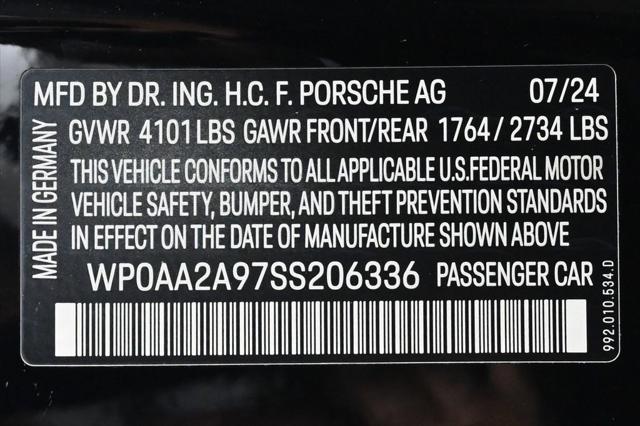 MFD BY DR. ING. H.C. F. PORSCHE AG 07/24
GVWR 4101 LBS GAWR FRONT/REAR 1764 / 2734 LBS
THIS VEHICLE CONFORMS TO ALL APPLICABLE U.S.FEDERAL MOTOR
VEHICLE SAFETY, BUMPER, AND THEFT PREVENTION STANDARDS
IN EFFECT ON THE DATE OF MANUFACTURE SHOWN ABOVE
MADE IN GERMANY
WP0AA2A97SS206336 PASSENGER CAR
992.010.534.D